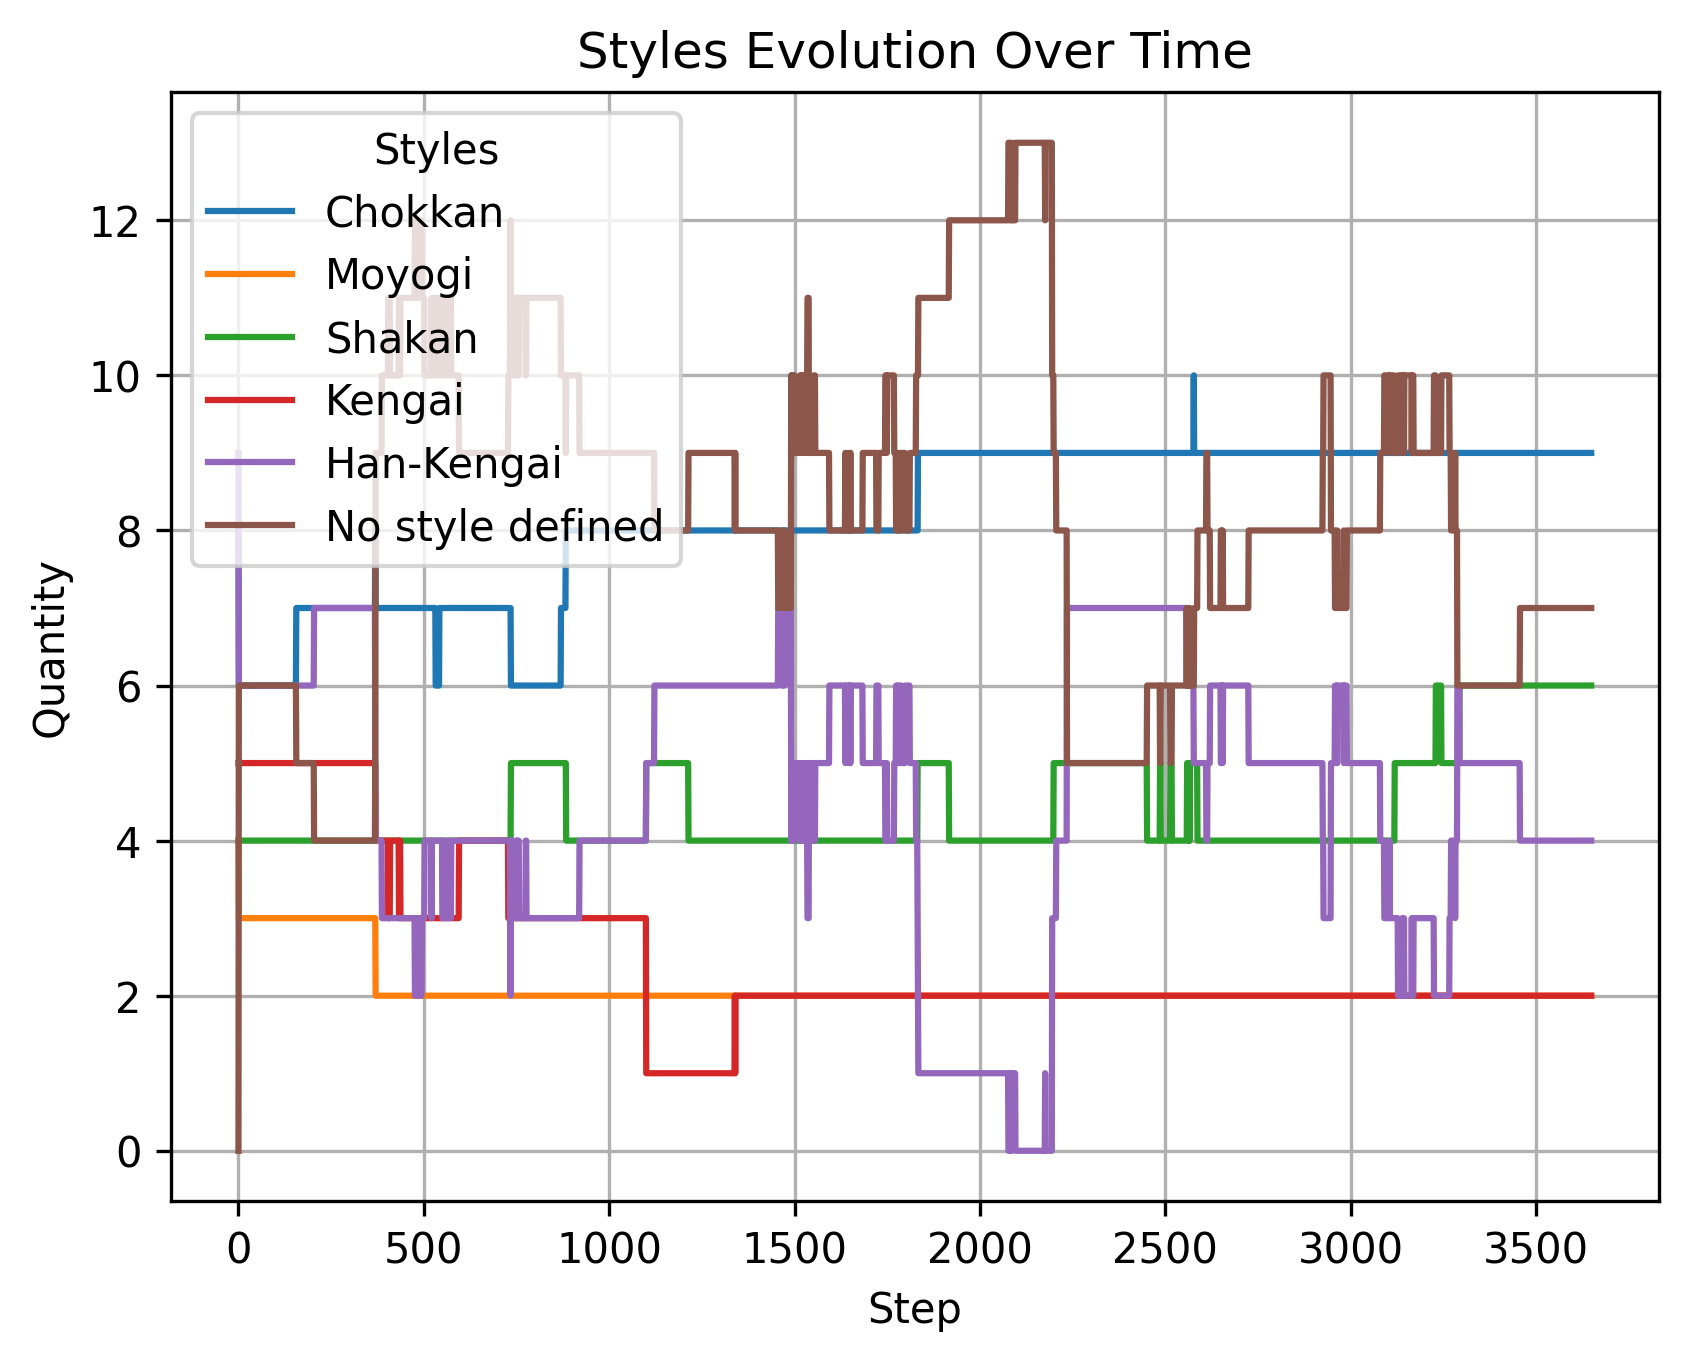 Styles Evolution Over Time
Styles
Chokkan
Moyogi
Shakan
Kengai
Han-Kengai
No style defined
Quantity
12
10
8
6
4
2
0
0 500 1000 1500 2000 2500 3000 3500
Step